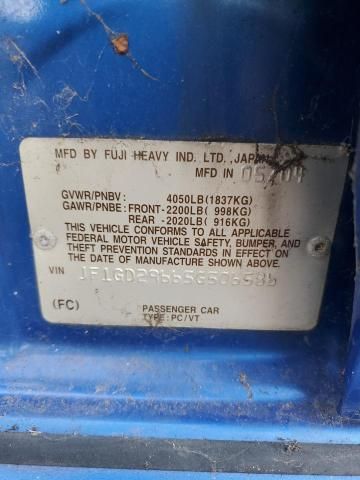 MFD BY FUJI HEAVY IND. LTD., JAPAN
MFD IN 05/04
GVWR/PNBV : 4050LB(1837KG)
GAWR/PNBE: FRONT-2200LB( 998KG)
REAR -2020LB( 916KG)
THIS VEHICLE CONFORMS TO ALL APPLICABLE
FEDERAL MOTOR VEHICLE SAFETY, BUMPER, AND
THEFT PREVENTION STANDARDS IN EFFECT ON THE
DATE OF MANUFACTURE SHOWN ABOVE.
VIN
(FC)
PASSENGER CAR
TYPE: PC/VT